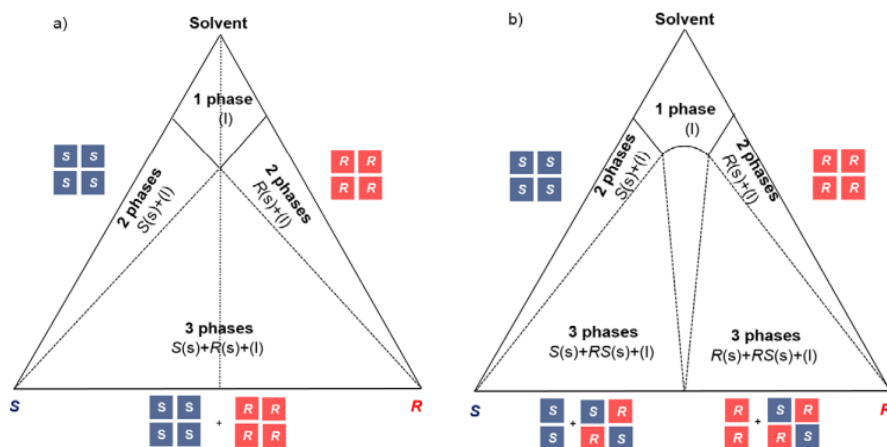 a)
Solvent
1 phase
(l)
S S
S S
R R
R R
2 phases
S(s)+(l)
2 phases
R(s)+(l)
3 phases
S(s)+R(s)+(l)
S
R
S S
S S
+
R R
R R
b)
Solvent
1 phase
(l)
S S
S S
R R
R R
2 phases
S(s)+(l)
2 phases
R(s)+(l)
3 phases
S(s)+RS(s)+(l)
3 phases
R(s)+RS(s)+(l)
S
R
S
S
+
S R
R S
R
R
+
S R
R S